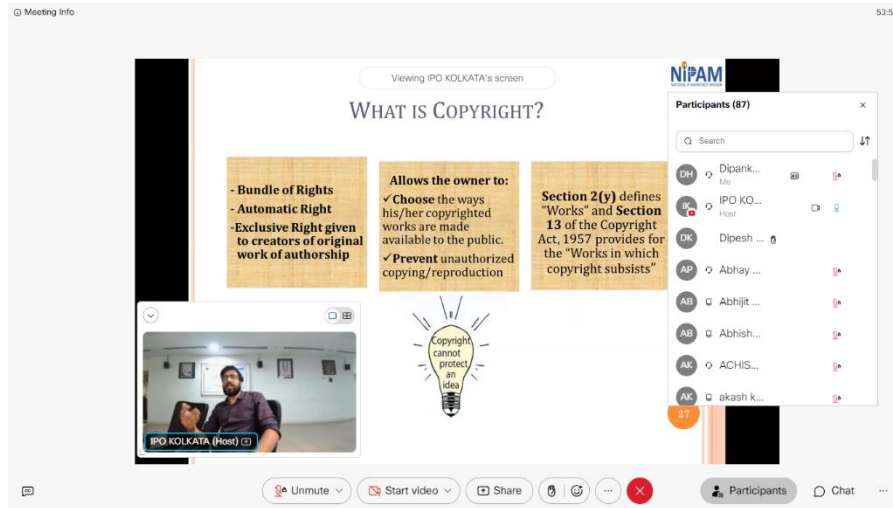 Meeting Info
53:5
Viewing IPO KOLKATA's screen
NIPAM
WHAT IS COPYRIGHT?
- Bundle of Rights
- Automatic Right
-Exclusive Right given
to creators of original
work of authorship
Allows the owner to:
✓Choose the ways
his/her copyrighted
works are made
available to the public.
✓Prevent unauthorized
copying/reproduction
Section 2(y) defines
"Works" and Section
13 of the Copyright
Act, 1957 provides for
the "Works in which
copyright subsists"
Copyright
cannot
protect
an
idea
27
IPO KOLKATA (Host)
Participants (87)
Search
DH Dipank...
Me
IK IPO KO...
Host
DK Dipesh ...
AP Abhay ...
AB Abhijit ...
AB Abhish...
AK ACHIS...
AK akash k...
Unmute
Start video
Share
Participants
Chat